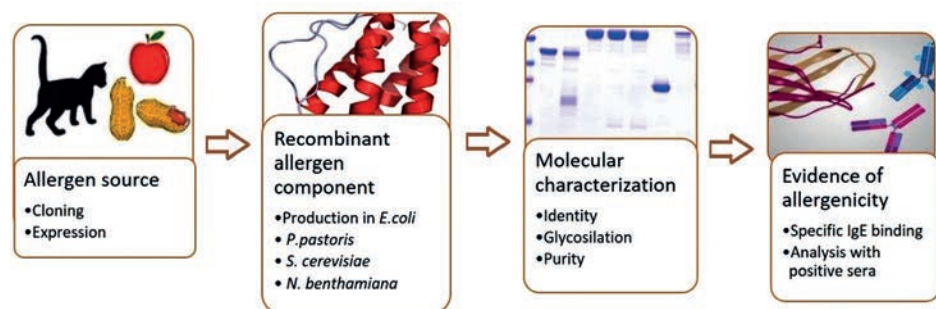 Allergen source
•Cloning
•Expression
Recombinant
allergen
component
•Production in E.coli
• P.pastoris
• S. cerevisiae
• N. benthamiana
Molecular
characterization
•Identity
•Glycosilation
•Purity
Evidence of
allergenicity
•Specific IgE binding
•Analysis with
positive sera